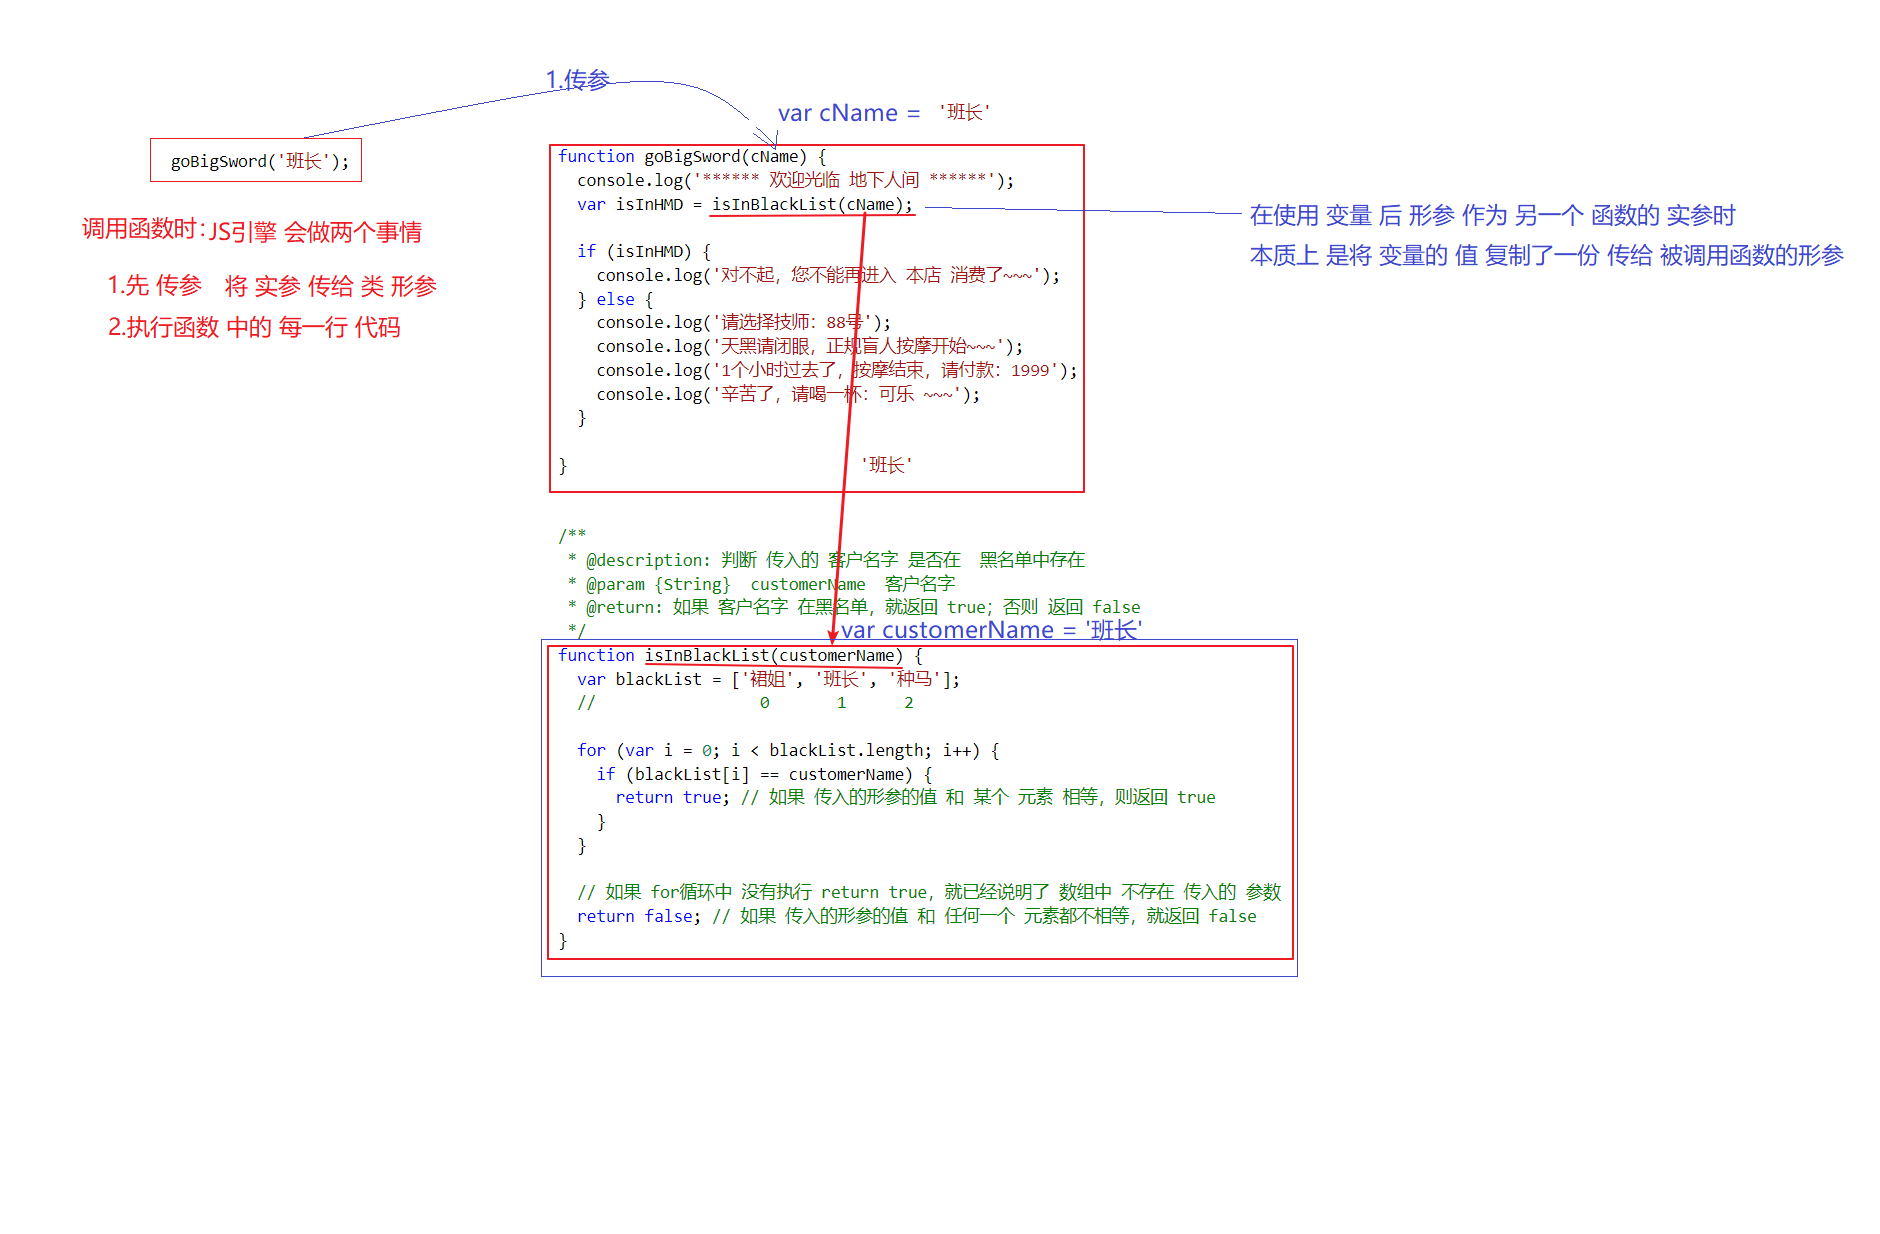 1.传参
var cName = '班长'
goBigSword('班长');
调用函数时：JS引擎 会做两个事情
1.先 传参 将 实参 传给 类 形参
2.执行函数 中的 每一行 代码
function goBigSword(cName) {
console.log('****** 欢迎光临 地下人间 ******');
var isInHMD = isInBlackList(cName);
if (isInHMD) {
console.log('对不起，您不能再进入 本店 消费了~~~');
} else {
console.log('请选择技师：88号');
console.log('天黑请闭眼，正规盲人按摩开始~~~');
console.log('1个小时过去了，按摩结束，请付款：1999');
console.log('辛苦了，请喝一杯：可乐 ~~~');
}
}
'班长'
在使用 变量 后 形参 作为 另一个 函数的 实参时
本质上 是将 变量的 值 复制了一份 传给 被调用函数的形参
/**
* @description: 判断 传入的 客户名字 是否在 黑名单中存在
* @param {String} customerName 客户名字
* @return: 如果 客户名字 在黑名单，就返回 true；否则 返回 false
*/
var customerName = '班长'
function isInBlackList(customerName) {
var blackList = ['裙姐', '班长', '种马'];
// 0 1 2
for (var i = 0; i < blackList.length; i++) {
if (blackList[i] == customerName) {
return true; // 如果 传入的形参的值 和 某个 元素 相等，则返回 true
}
}
// 如果 for循环中 没有执行 return true，就已经说明了 数组中 不存在 传入的 参数
return false; // 如果 传入的形参的值 和 任何一个 元素都不相等，就返回 false
}